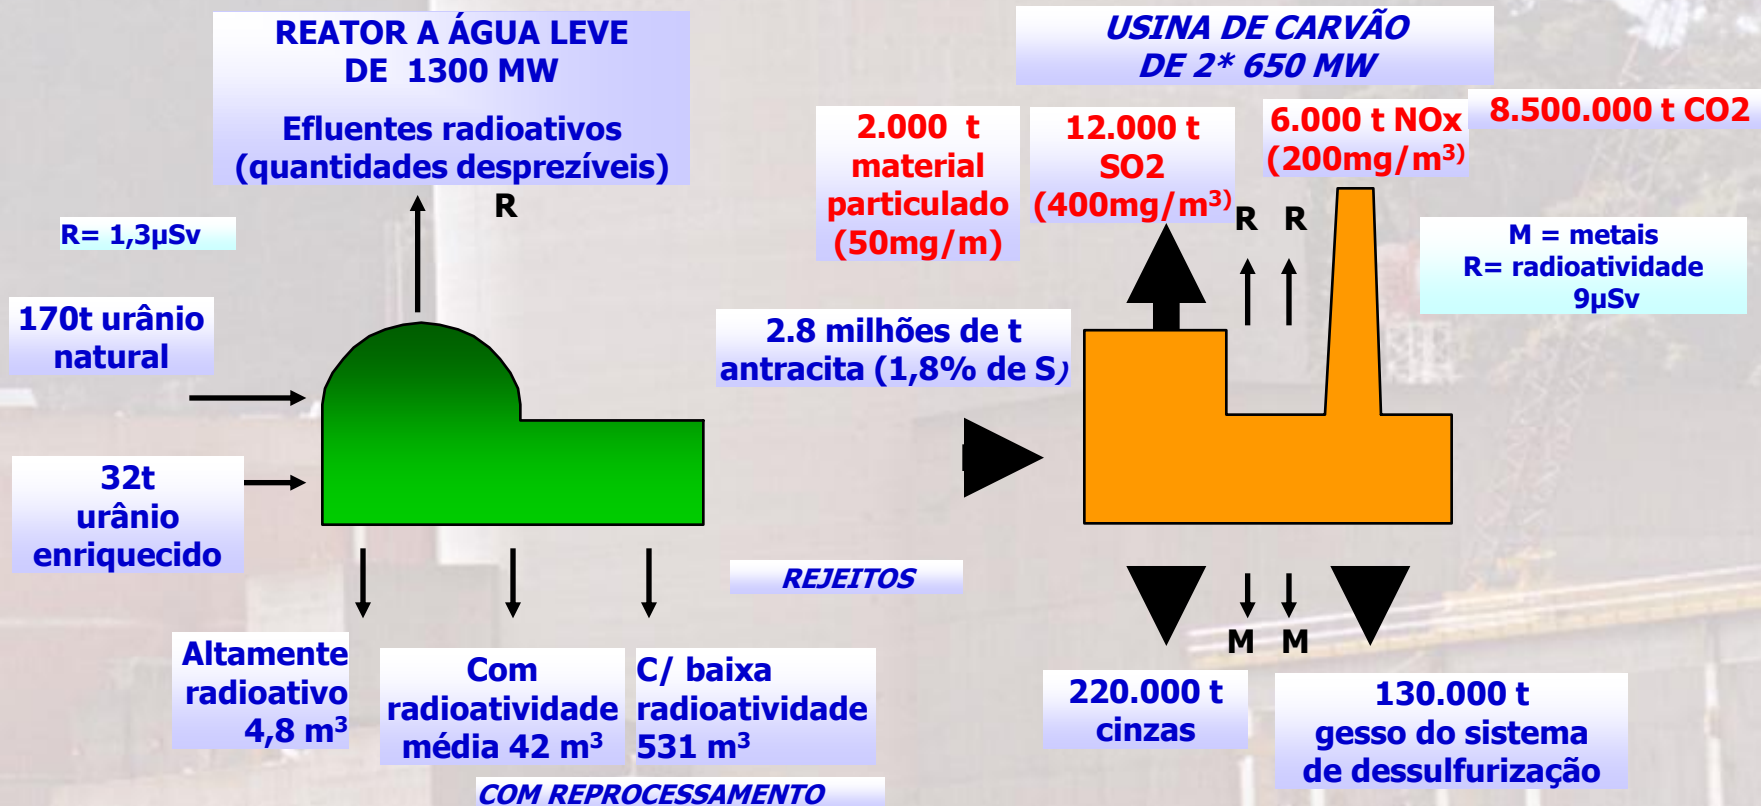 REATOR A ÁGUA LEVE
DE 1300 MW
Efluentes radioativos
(quantidades desprezíveis)
R
R= 1,3µSv
170t urânio
natural
32t
urânio
enriquecido
Altamente
radioativo
4,8 m³
Com
radioatividade
média 42 m³
C/ baixa
radioatividade
531 m³
COM REPROCESSAMENTO
REJEITOS
USINA DE CARVÃO
DE 2* 650 MW
2.000 t
material
particulado
(50mg/m)
12.000 t
SO2
(400mg/m³⁾
6.000 t NOx
(200mg/m³⁾
8.500.000 t CO2
R R
M = metais
R= radioatividade
9µSv
2.8 milhões de t
antracita (1,8% de S)
M M
220.000 t
cinzas
130.000 t
gesso do sistema
de dessulfurização